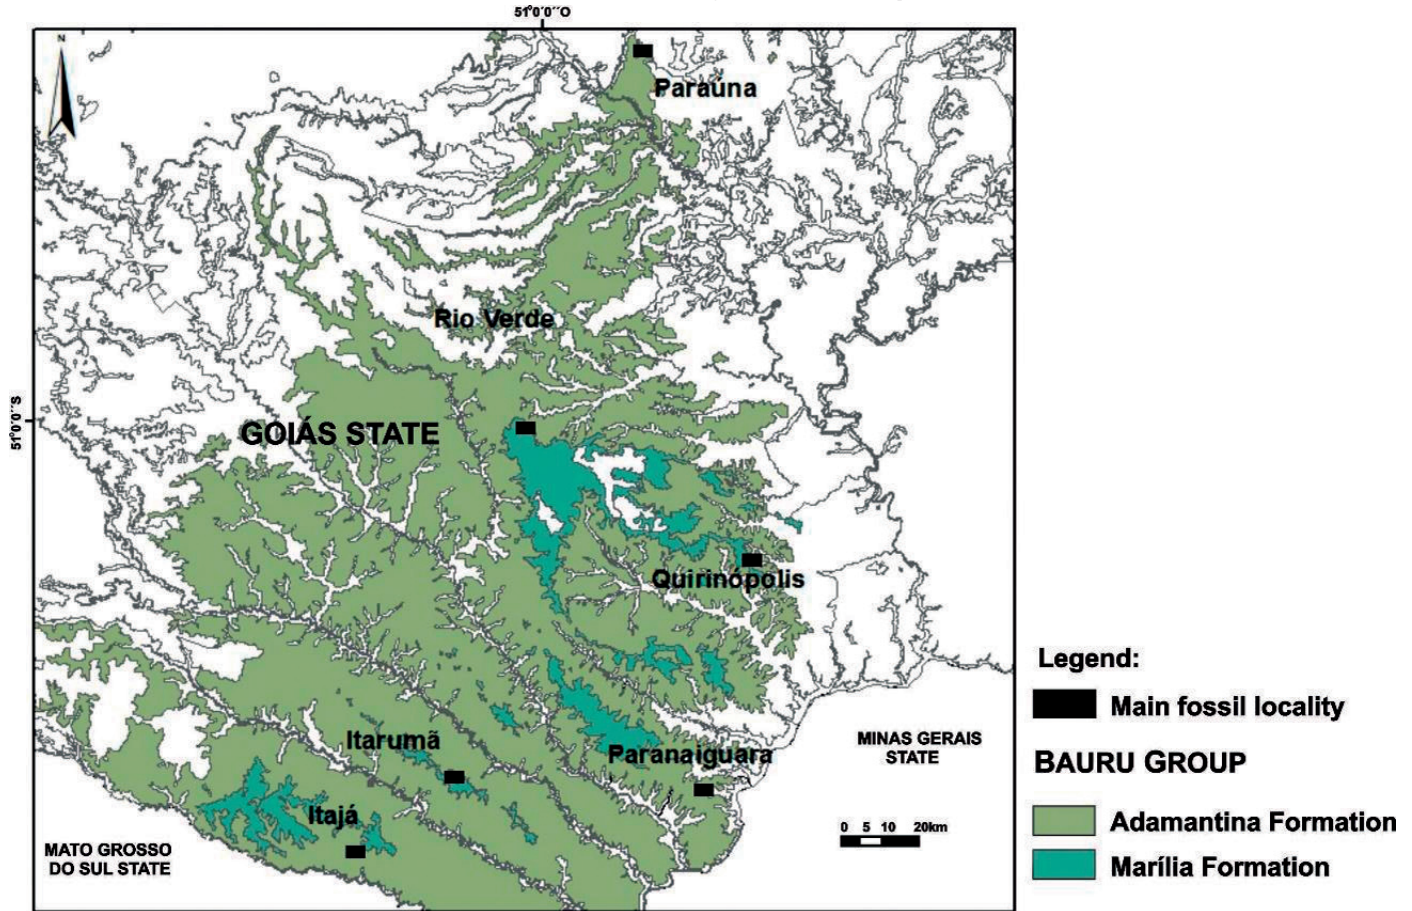 51°0'0"O
N
Paraúna
Rio Verde
51°0'0"S
GOIÁS STATE
Quirinópolis
Legend:
Main fossil locality
Itarumã
Paranaiguara
MINAS GERAIS
STATE
BAURU GROUP
Itajá
0 5 10 20km
Adamantina Formation
MATO GROSSO
DO SUL STATE
Marília Formation